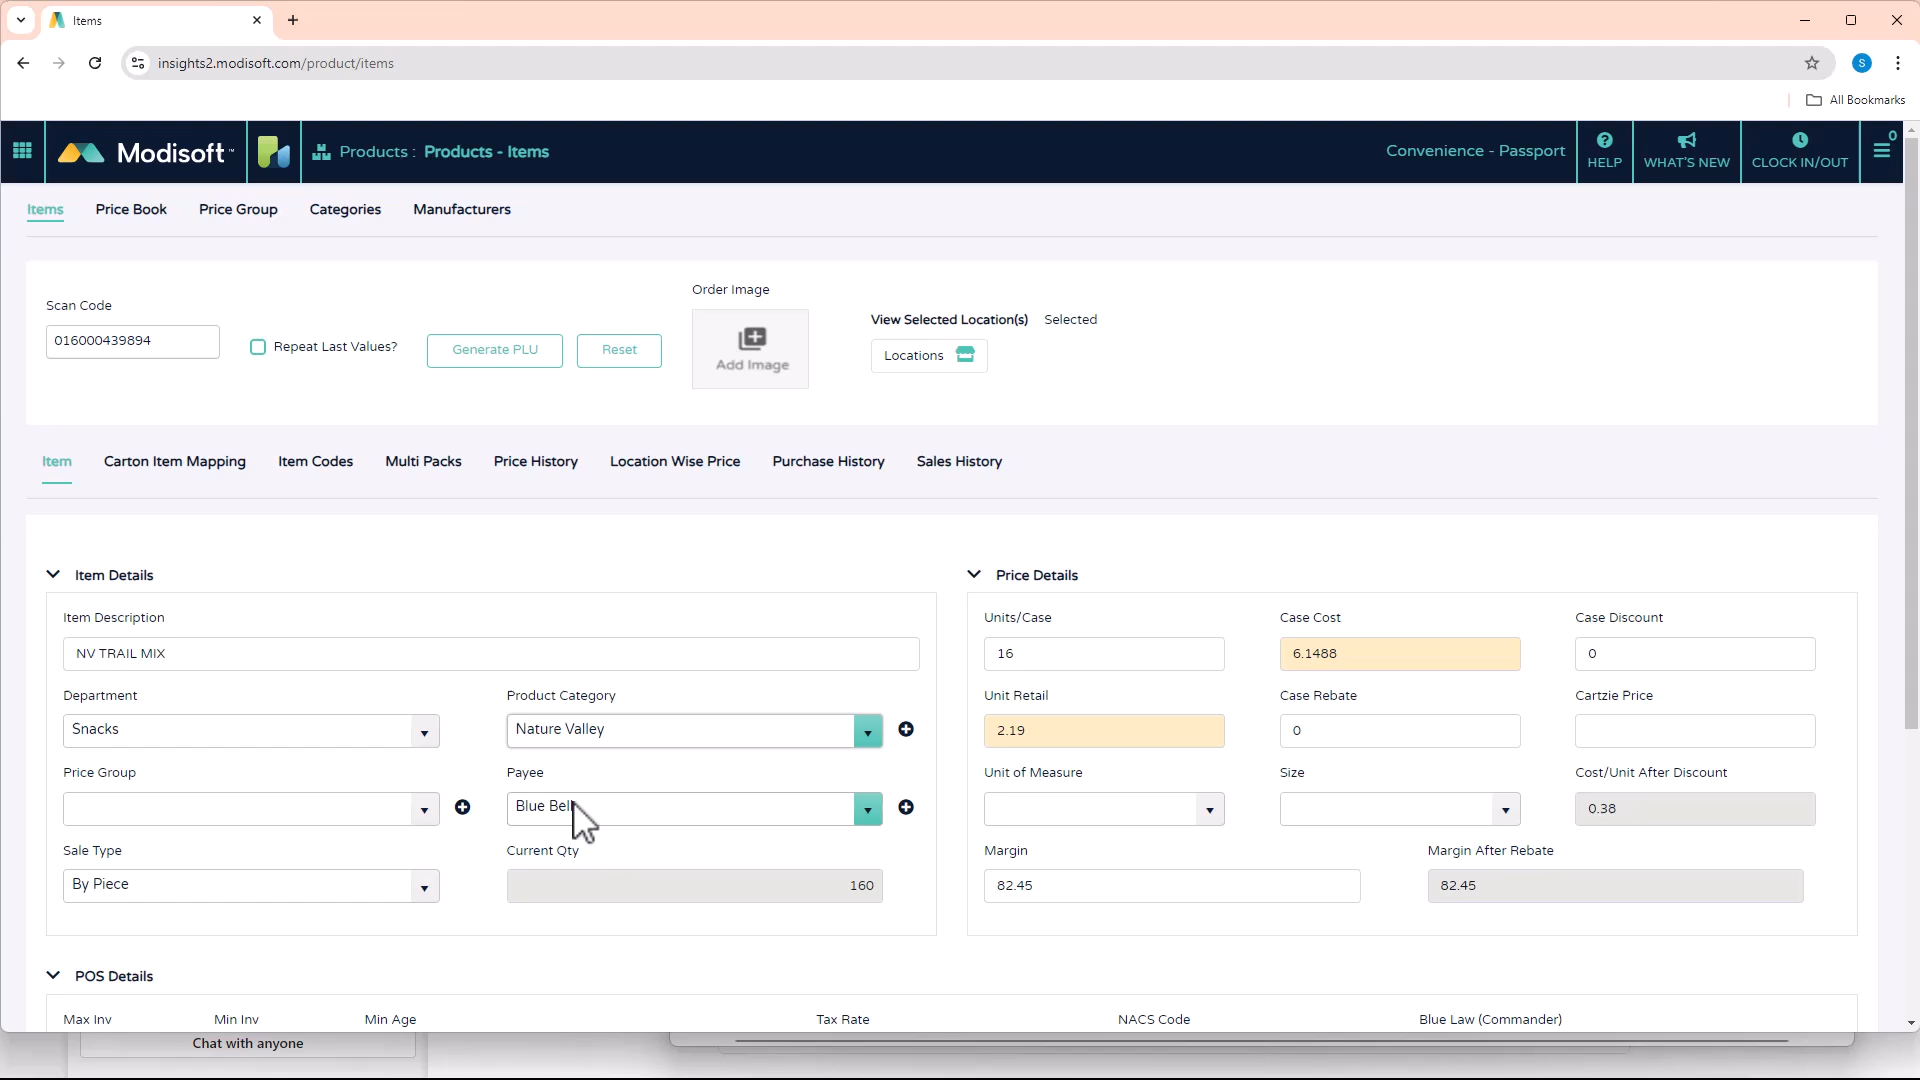 Items
insights2.modisoft.com/product/items
S
All Bookmarks
Modisoft™
Products : Products - Items
Convenience - Passport
HELP
WHAT'S NEW
CLOCK IN/OUT
0
Items Price Book Price Group Categories Manufacturers
Order Image
Scan Code
View Selected Location(s) Selected
016000439894
Repeat Last Values?
Generate PLU
Reset
Add Image
Locations
Item Carton Item Mapping Item Codes Multi Packs Price History Location Wise Price Purchase History Sales History
Item Details
Item Description
NV TRAIL MIX
Department Product Category
Snacks Nature Valley
Price Group Payee
Blue Bell
Sale Type Current Qty
By Piece 160
Price Details
Units/Case Case Cost Case Discount
16 6.1488 0
Unit Retail Case Rebate Cartzie Price
2.19 0
Unit of Measure Size Cost/Unit After Discount
0.38
Margin Margin After Rebate
82.45 82.45
POS Details
Max Inv Min Inv Min Age Tax Rate NACS Code Blue Law (Commander)
Chat with anyone